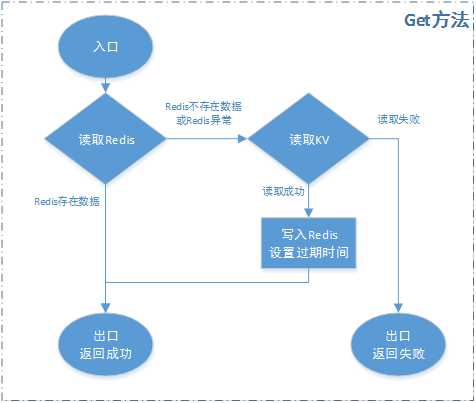 Get方法
入口
读取Redis
Redis不存在数据
或Redis异常
读取KV
读取失败
Redis存在数据
读取成功
写入Redis
设置过期时间
出口
返回成功
出口
返回失败